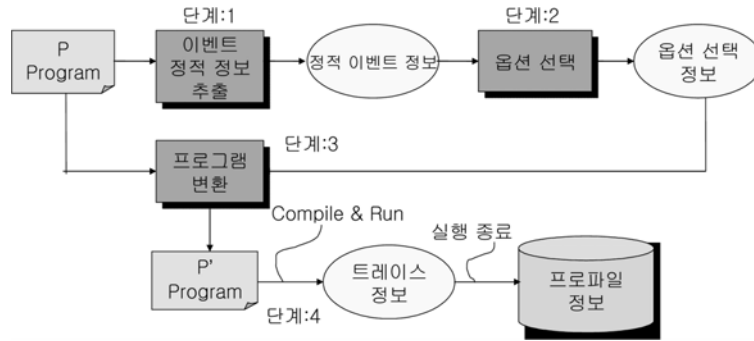 단계:1
단계:2
P
Program
이벤트
정적 정보
추출
정적 이벤트 정보
옵션 선택
옵션 선택
정보
단계:3
프로그램
변환
Compile & Run
실행 종료
P'
Program
트레이스
정보
프로파일
정보
단계:4